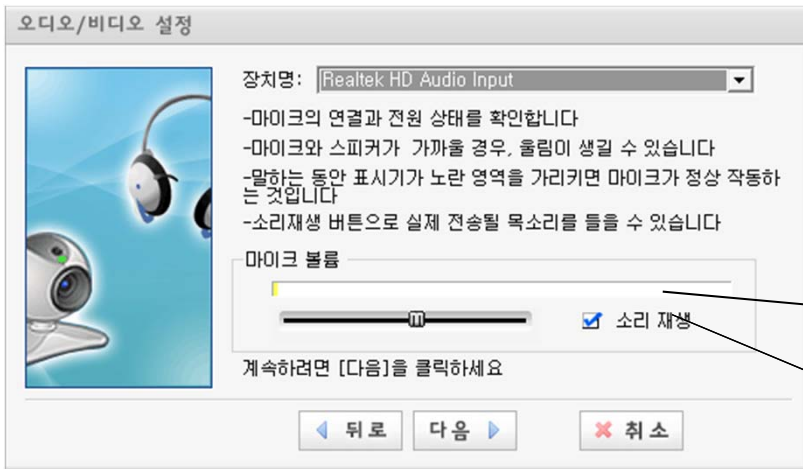 오디오/비디오 설정
장치명: Realtek HD Audio Input
-마이크의 연결과 전원 상태를 확인합니다
-마이크와 스피커가 가까울 경우, 울림이 생길 수 있습니다
-말하는 동안 표시기가 노란 영역을 가리키면 마이크가 정상 작동하
는 것입니다
-소리재생 버튼으로 실제 전송될 목소리를 들을 수 있습니다
마이크 볼륨
소리 재생
계속하려면 [다음]을 클릭하세요
뒤로 다음 취소